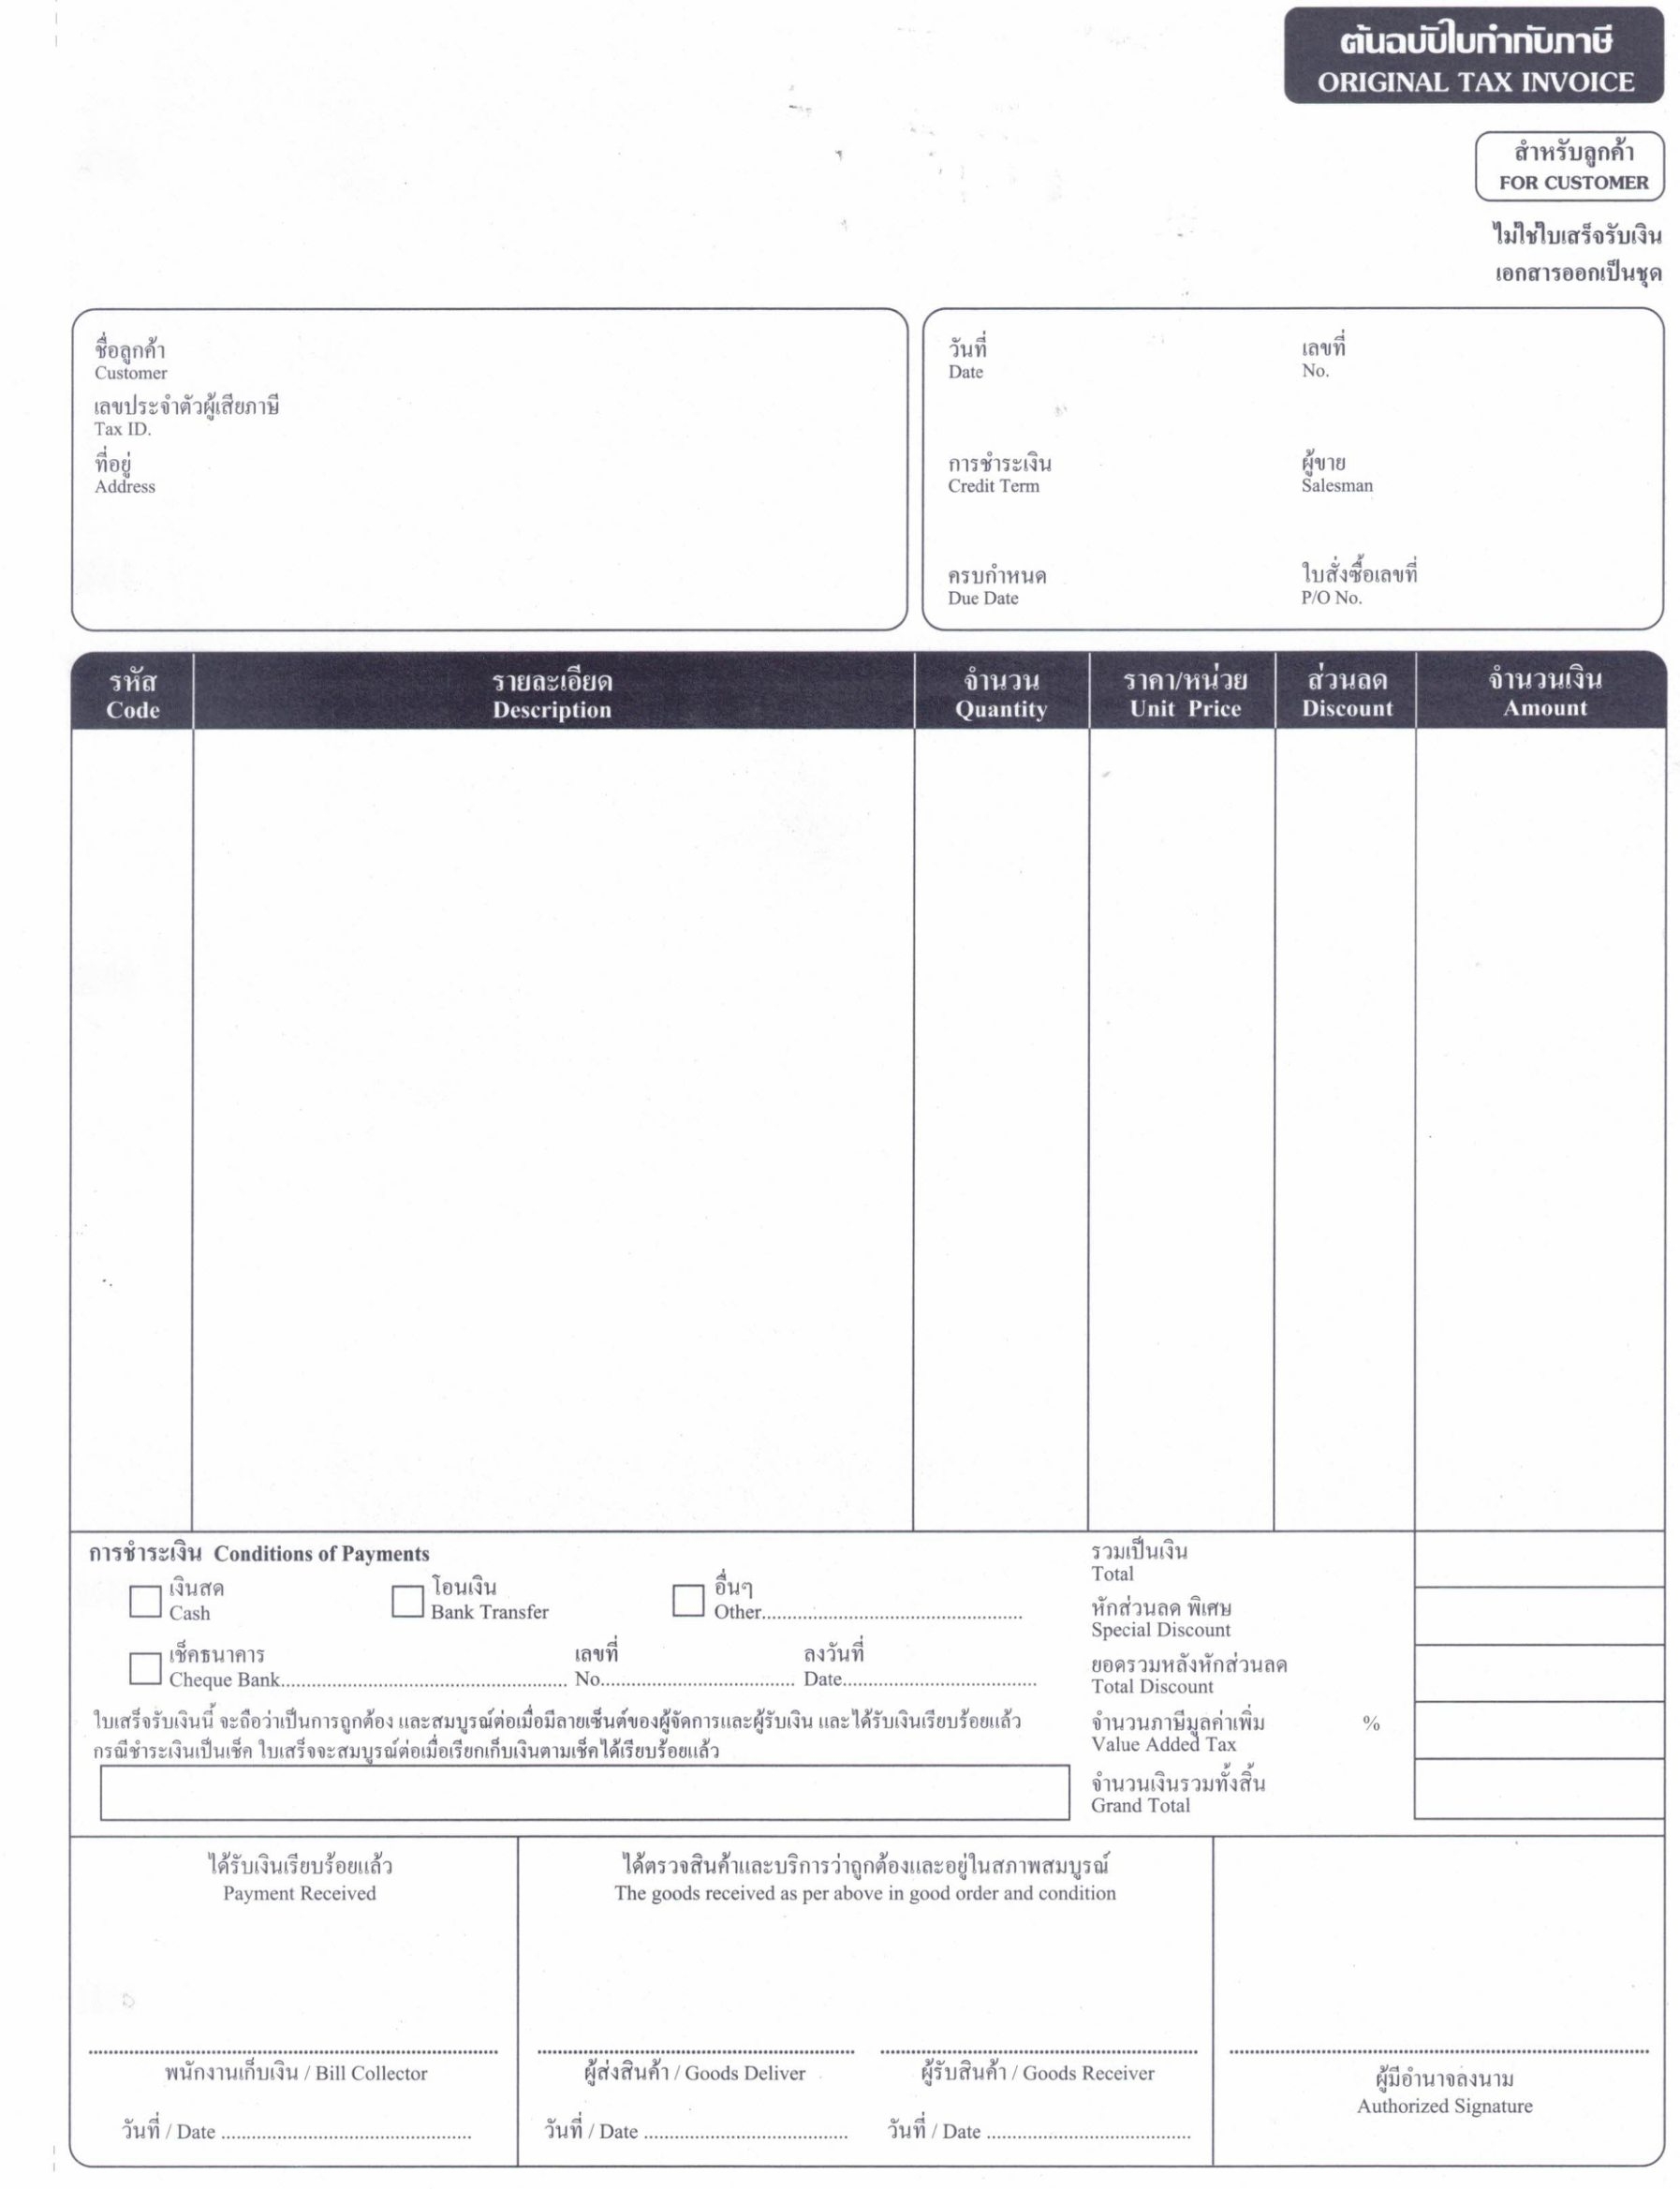 ต้นฉบับใบกำกับภาษี
ORIGINAL TAX INVOICE
สำหรับลูกค้า
FOR CUSTOMER
ไม่ใช่ใบเสร็จรับเงิน
เอกสารออกเป็นชุด
ชื่อลูกค้า
Customer
เลขประจำตัวผู้เสียภาษี
Tax ID.
ที่อยู่
Address
วันที่ เลขที่
Date No.
การชำระเงิน ผู้ขาย
Credit Term Salesman
ครบกำหนด ใบสั่งซื้อเลขที่
Due Date P/O No.
รหัส รายละเอียด จำนวน ราคา/หน่วย ส่วนลด จำนวนเงิน
Code Description Quantity Unit Price Discount Amount
การชำระเงิน Conditions of Payments
เงินสด โอนเงิน อื่นๆ
Cash Bank Transfer Other....................................................
เช็คธนาคาร เลขที่ ลงวันที่
Cheque Bank......................................................... No....................................... Date.......................................
ใบเสร็จรับเงินนี้ จะถือว่าเป็นการถูกต้อง และสมบูรณ์ต่อเมื่อมีลายเซ็นต์ของผู้จัดการและผู้รับเงิน และได้รับเงินเรียบร้อยแล้ว
กรณีชำระเงินเป็นเช็ค ใบเสร็จจะสมบูรณ์ต่อเมื่อเรียกเก็บเงินตามเช็คได้เรียบร้อยแล้ว
รวมเป็นเงิน
Total
หักส่วนลด พิเศษ
Special Discount
ยอดรวมหลังหักส่วนลด
Total Discount
จำนวนภาษีมูลค่าเพิ่ม %
Value Added Tax
จำนวนเงินรวมทั้งสิ้น
Grand Total
ได้รับเงินเรียบร้อยแล้ว
Payment Received
ได้ตรวจสินค้าและบริการว่าถูกต้องและอยู่ในสภาพสมบูรณ์
The goods received as per above in good order and condition
พนักงานเก็บเงิน / Bill Collector
ผู้ส่งสินค้า / Goods Deliver
ผู้รับสินค้า / Goods Receiver
ผู้มีอำนาจลงนาม
Authorized Signature
วันที่ / Date ..................................................
วันที่ / Date .........................................
วันที่ / Date .........................................